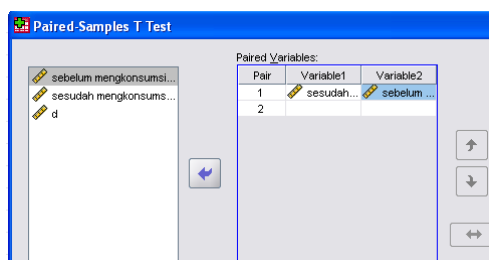 Paired-Samples T Test
Paired Variables:
sebelum mengkonsumsi...
sesudah mengkonsums...
d
Pair Variable1 Variable2
1 sesudah... sebelum ...
2